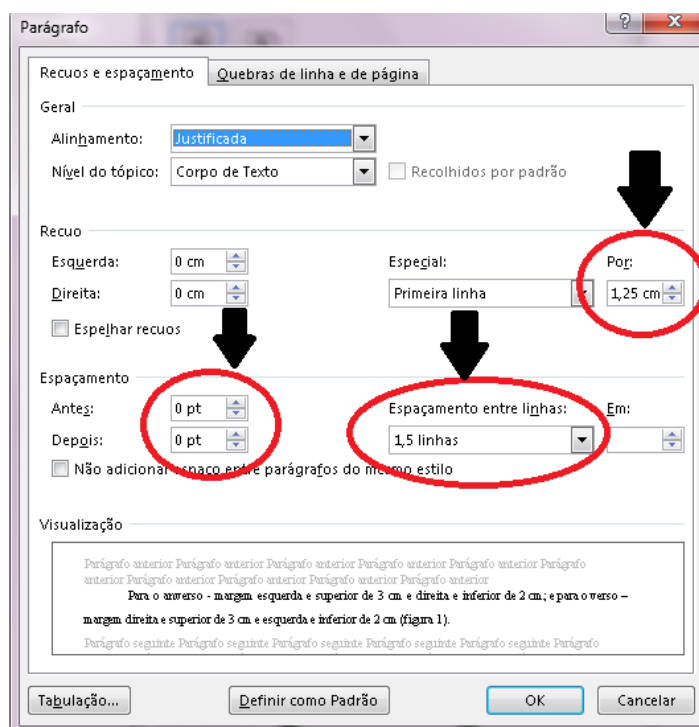 Parágrafo
Recuos e espaçamento Quebras de linha e de página
Geral
Alinhamento: Justificada
Nível do tópico: Corpo de Texto Recolhidos por padrão
Recuo
Esquerda: 0 cm Especial: Por:
Direita: 0 cm Primeira linha 1,25 cm
Espelhar recuos
Espaçamento
Antes: 0 pt Espaçamento entre linhas: Em:
Depois: 0 pt 1,5 linhas
Não adicionar espaço entre parágrafos do mesmo estilo
Visualização
Parágrafo anterior Parágrafo anterior Parágrafo anterior Parágrafo anterior Parágrafo anterior Parágrafo
anterior Parágrafo anterior Parágrafo anterior Parágrafo anterior Parágrafo anterior
Para o anverso - margem esquerda e superior de 3 cm e direita e inferior de 2 cm; e para o verso –
margem direita e superior de 3 cm e esquerda e inferior de 2 cm (figura 1).
Parágrafo seguinte Parágrafo seguinte Parágrafo seguinte Parágrafo seguinte Parágrafo seguinte Parágrafo
Tabulação... Definir como Padrão OK Cancelar